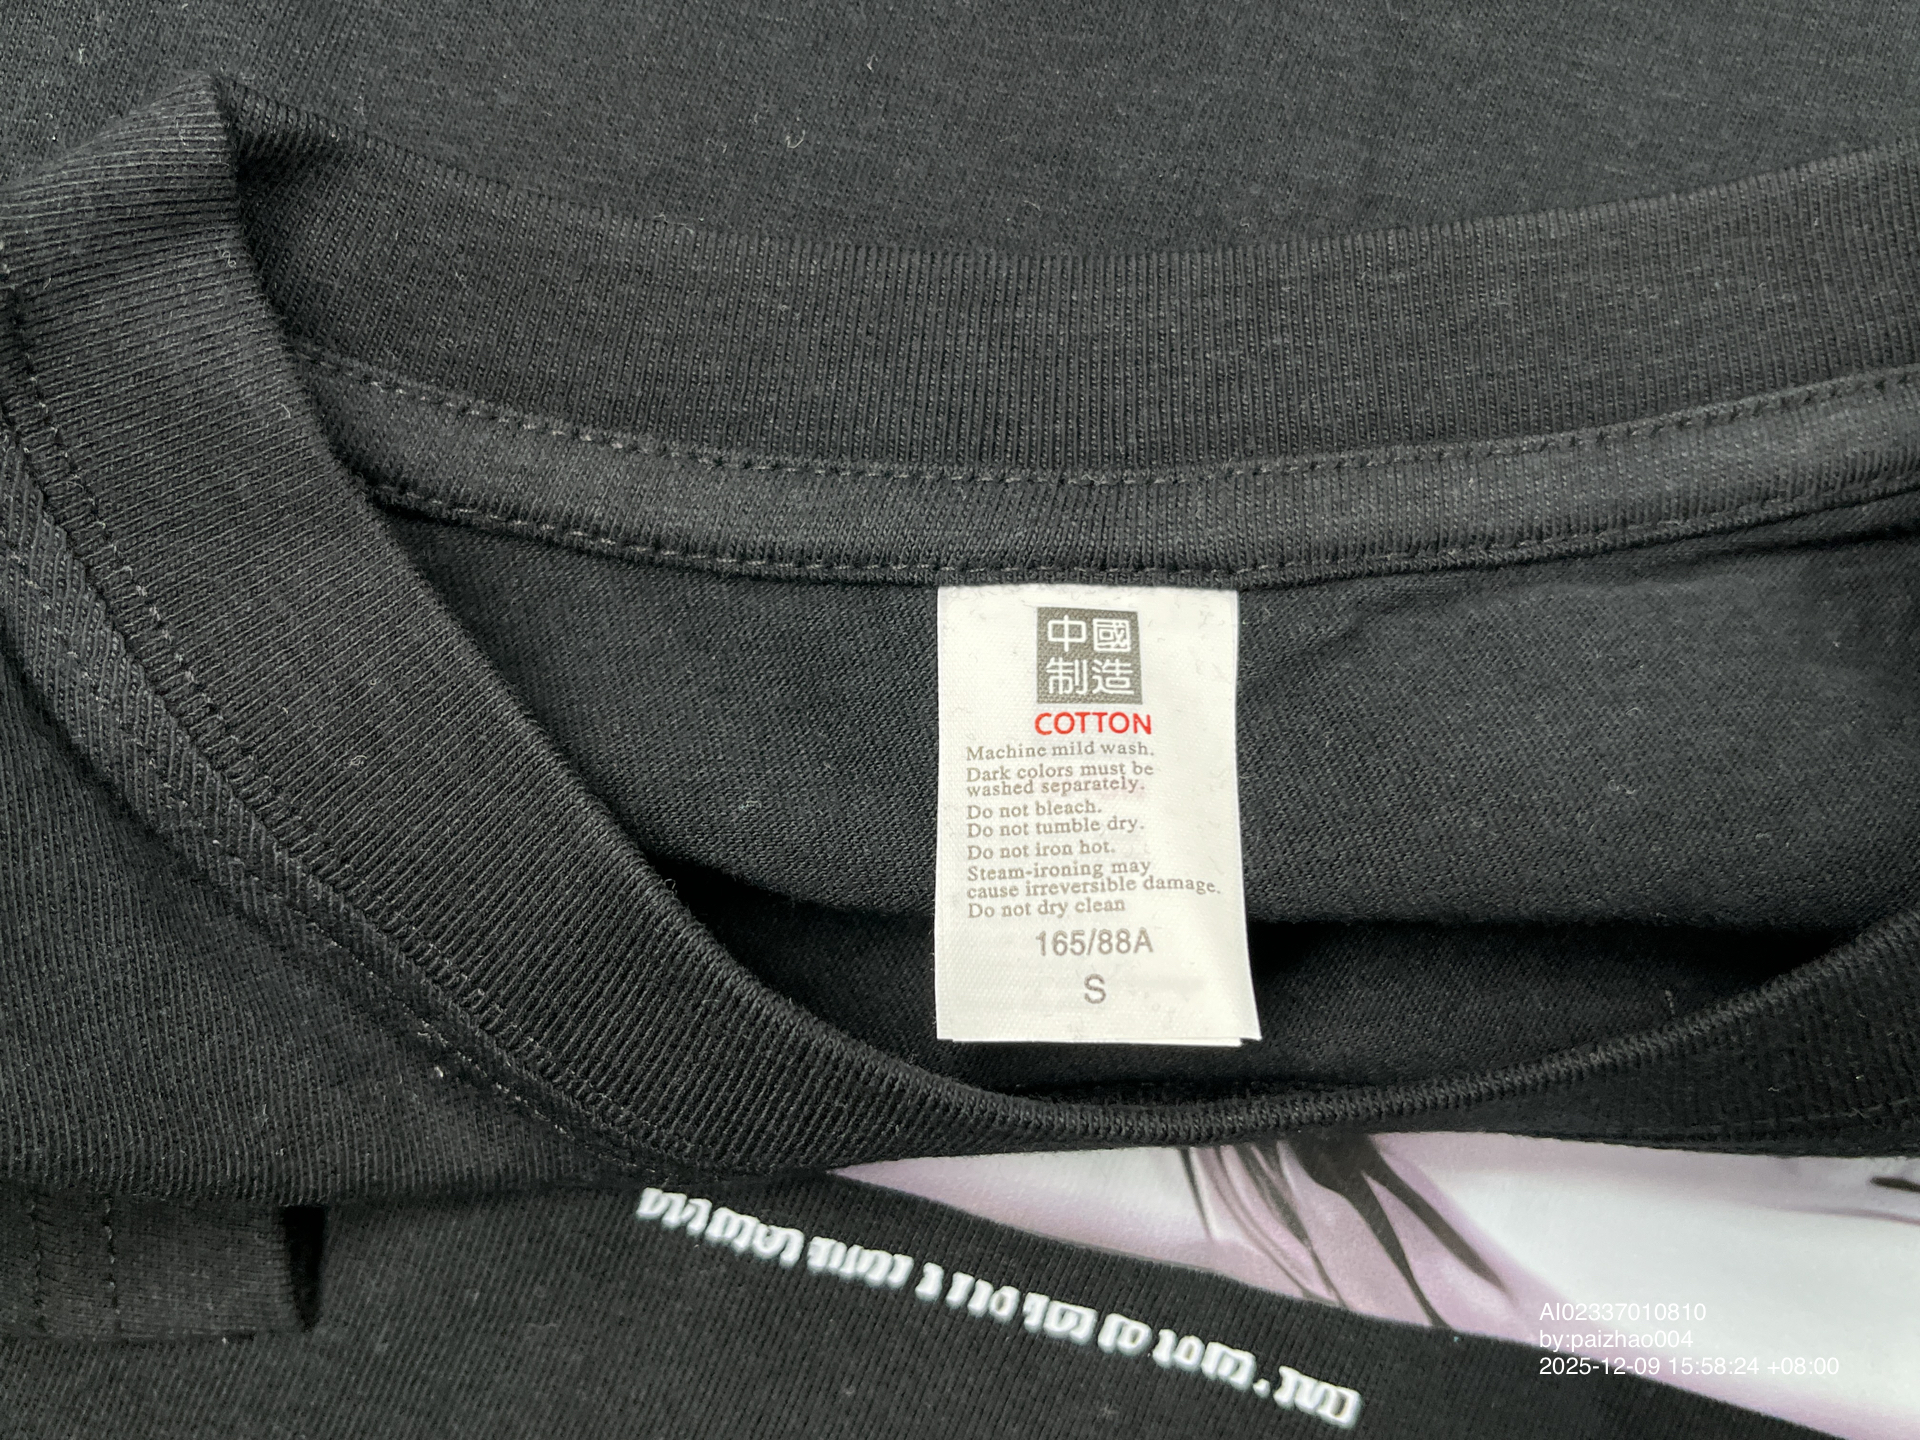 中國
制造
COTTON
Machine mild wash.
Dark colors must be
washed separately.
Do not bleach.
Do not tumble dry.
Do not iron hot.
Steam-ironing may
cause irreversible damage.
Do not dry clean
165/88A
S
AI02337010810
by:paizhao004
2025-12-09 15:58:24 +08:00